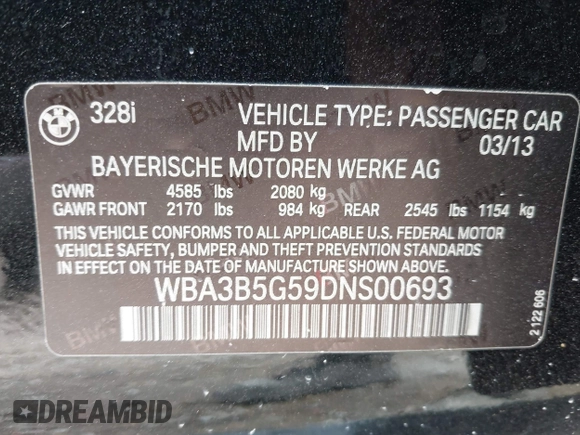 328i VEHICLE TYPE: PASSENGER CAR
MFD BY 03/13
BAYERISCHE MOTOREN WERKE AG
GVWR 4585 lbs 2080 kg
GAWR FRONT 2170 lbs 984 kg REAR 2545 lbs 1154 kg
THIS VEHICLE CONFORMS TO ALL APPLICABLE U.S. FEDERAL MOTOR
VEHICLE SAFETY, BUMPER AND THEFT PREVENTION STANDARDS
IN EFFECT ON THE DATE OF MANUFACTURE SHOWN ABOVE.
WBA3B5G59DNS00693
2 122 606
DREAMBID